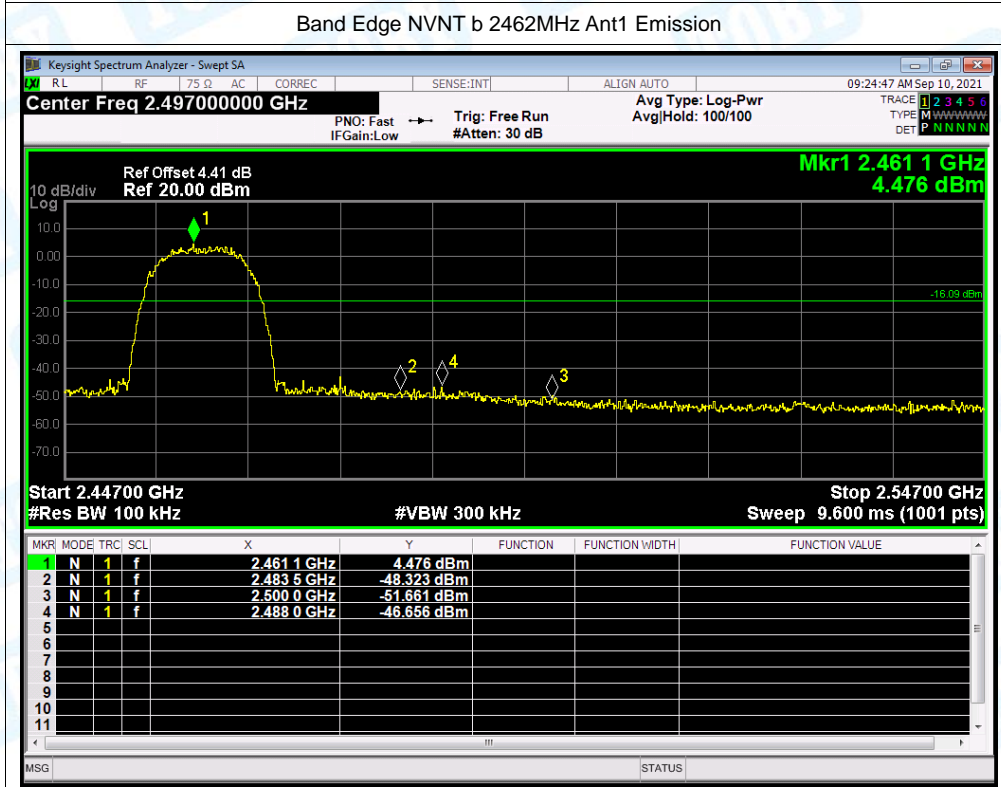 Band Edge NVNT b 2462MHz Ant1 Emission
Keysight Spectrum Analyzer - Swept SA
LXI RL RF 75 Ω AC CORREC SENSE:INT ALIGN AUTO 09:24:47 AM Sep 10, 2021
Center Freq 2.497000000 GHz
PNO: Fast
IFGain:Low
Trig: Free Run
#Atten: 30 dB
Avg Type: Log-Pwr
Avg|Hold: 100/100
TRACE 1 2 3 4 5 6
TYPE M W W W W W
DET P N N N N N
Mkr1 2.461 1 GHz
4.476 dBm
Ref Offset 4.41 dB
10 dB/div Ref 20.00 dBm
Log
10.0
0.00
-10.0
-20.0
-30.0
-40.0
-50.0
-60.0
-70.0
1
-16.09 dBm
2
4
3
Start 2.44700 GHz Stop 2.54700 GHz
#Res BW 100 kHz #VBW 300 kHz Sweep 9.600 ms (1001 pts)
MKR MODE TRC SCL X Y FUNCTION FUNCTION WIDTH FUNCTION VALUE
1 N 1 f 2.461 1 GHz 4.476 dBm
2 N 1 f 2.483 5 GHz -48.323 dBm
3 N 1 f 2.500 0 GHz -51.661 dBm
4 N 1 f 2.488 0 GHz -46.656 dBm
5
6
7
8
9
10
11
MSG STATUS